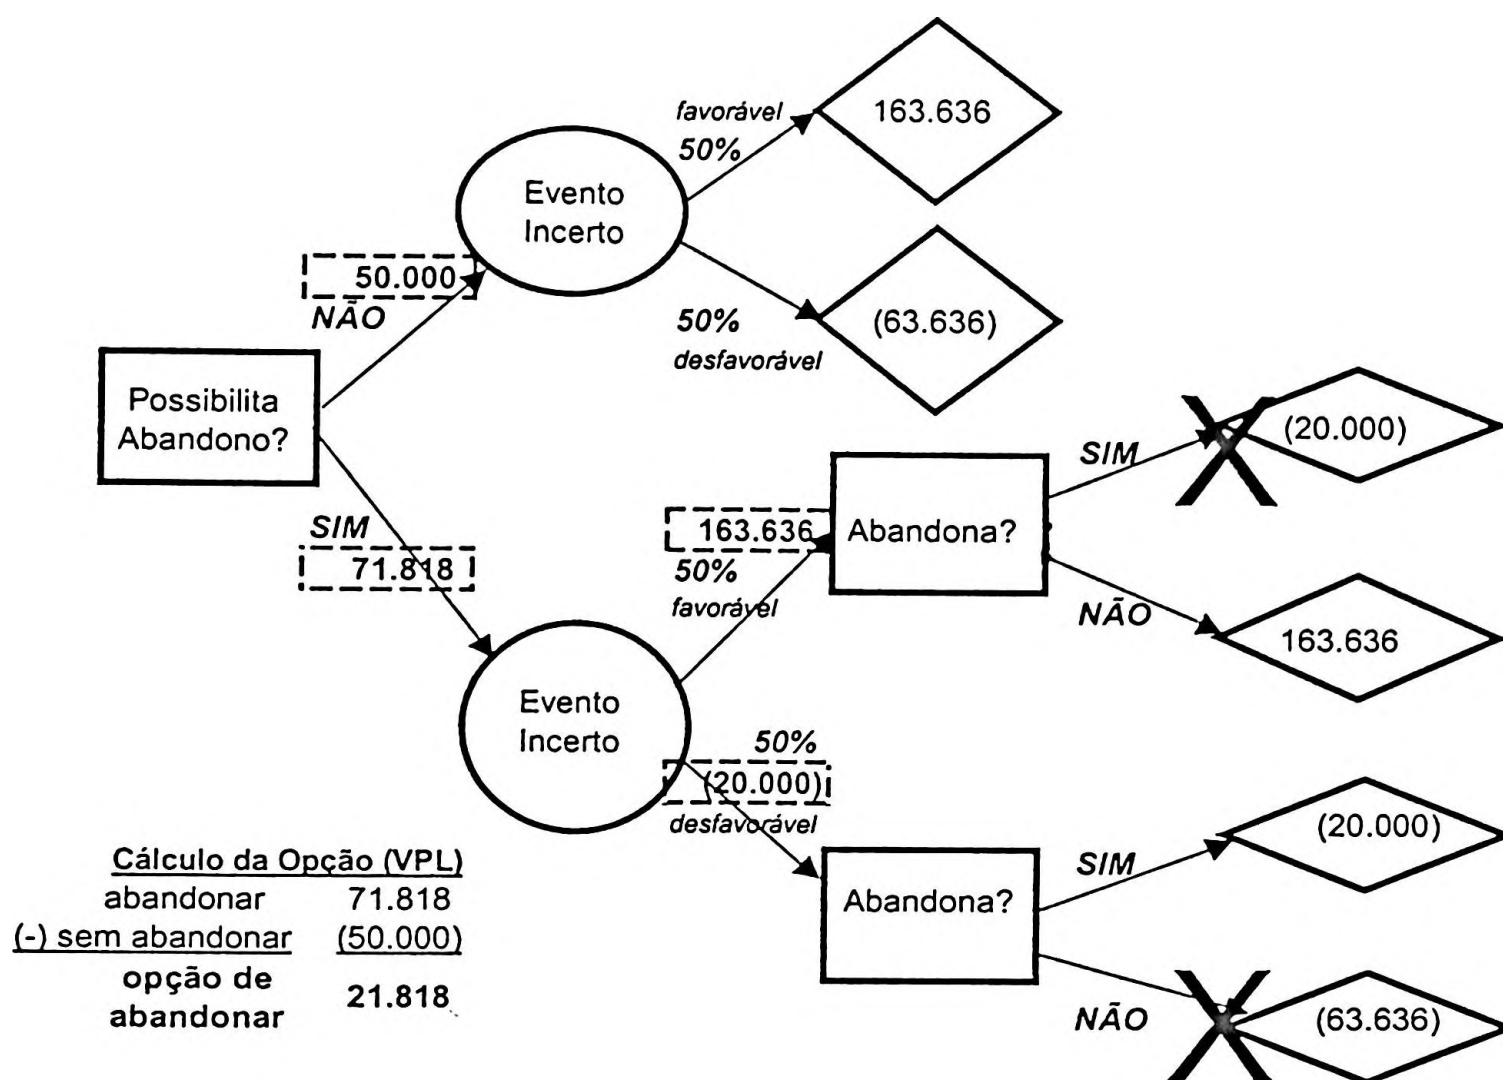 favorável
50%
163.636
Evento
Incerto
50.000
NÃO
50%
desfavorável
(63.636)
Possibilita
Abandono?
SIM
71.818
163.636
50%
favorável
Abandona?
SIM
(20.000)
NÃO
163.636
Evento
Incerto
50%
(20.000)
desfavorável
Abandona?
SIM
(20.000)
NÃO
(63.636)
Cálculo da Opção (VPL)
abandonar 71.818
(-) sem abandonar (50.000)
opção de
abandonar 21.818